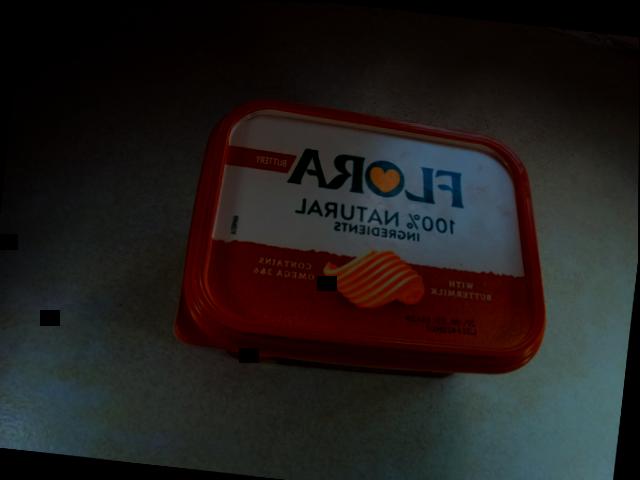 FLORA
BUTTERY
100% NATURAL
INGREDIENTS
WITH
BUTTERMILK
CONTAINS
OMEGA 3&6